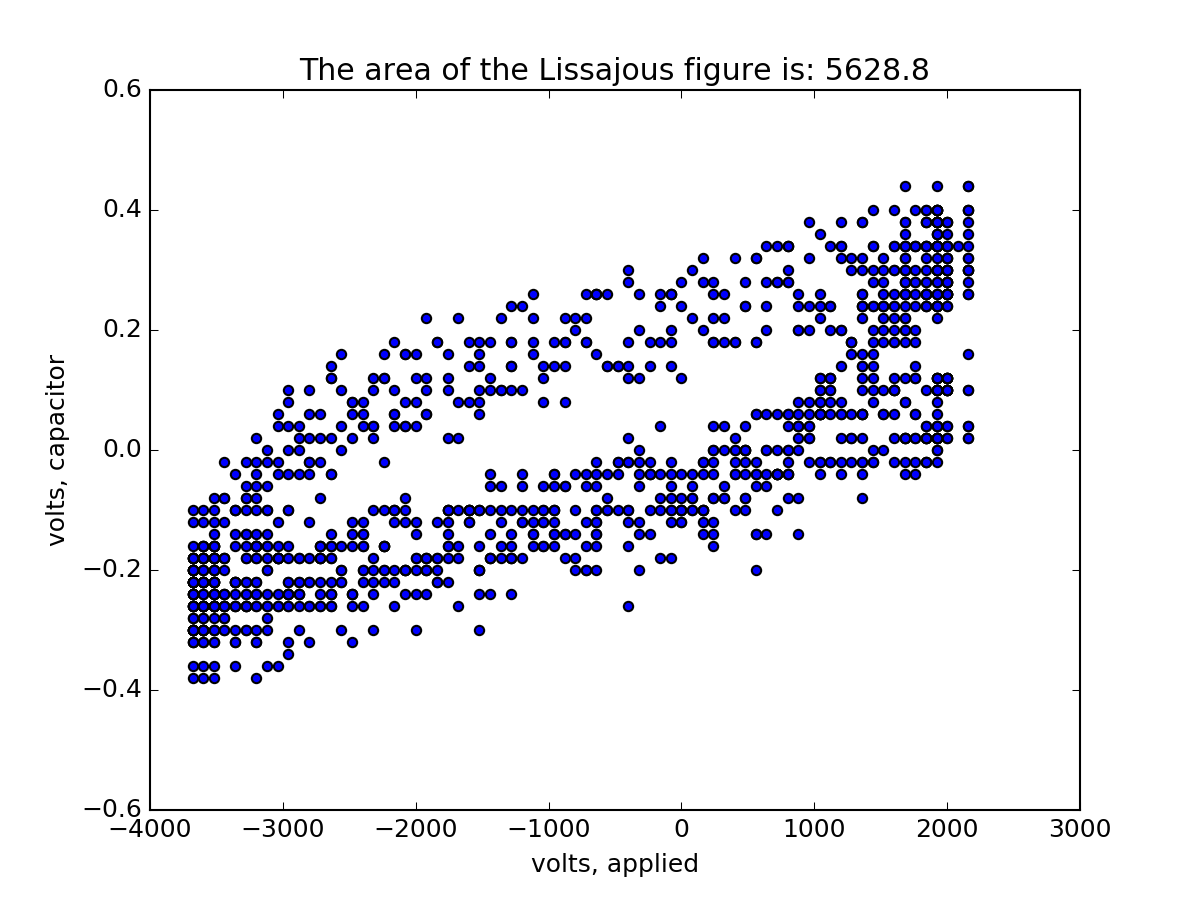 The area of the Lissajous figure is: 5628.8
0.6
0.4
0.2
0.0
−0.2
−0.4
−0.6
volts, capacitor
−4000 −3000 −2000 −1000 0 1000 2000 3000
volts, applied